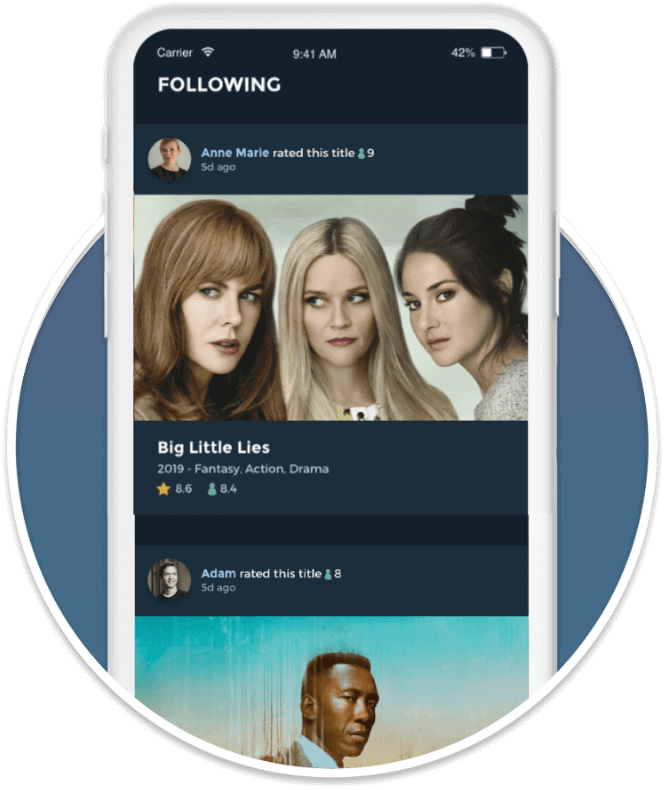 Carrier 9:41 AM 42%
FOLLOWING
Anne Marie rated this title 9
5d ago
Big Little Lies
2019 - Fantasy, Action, Drama
8.6 8.4
Adam rated this title 8
5d ago